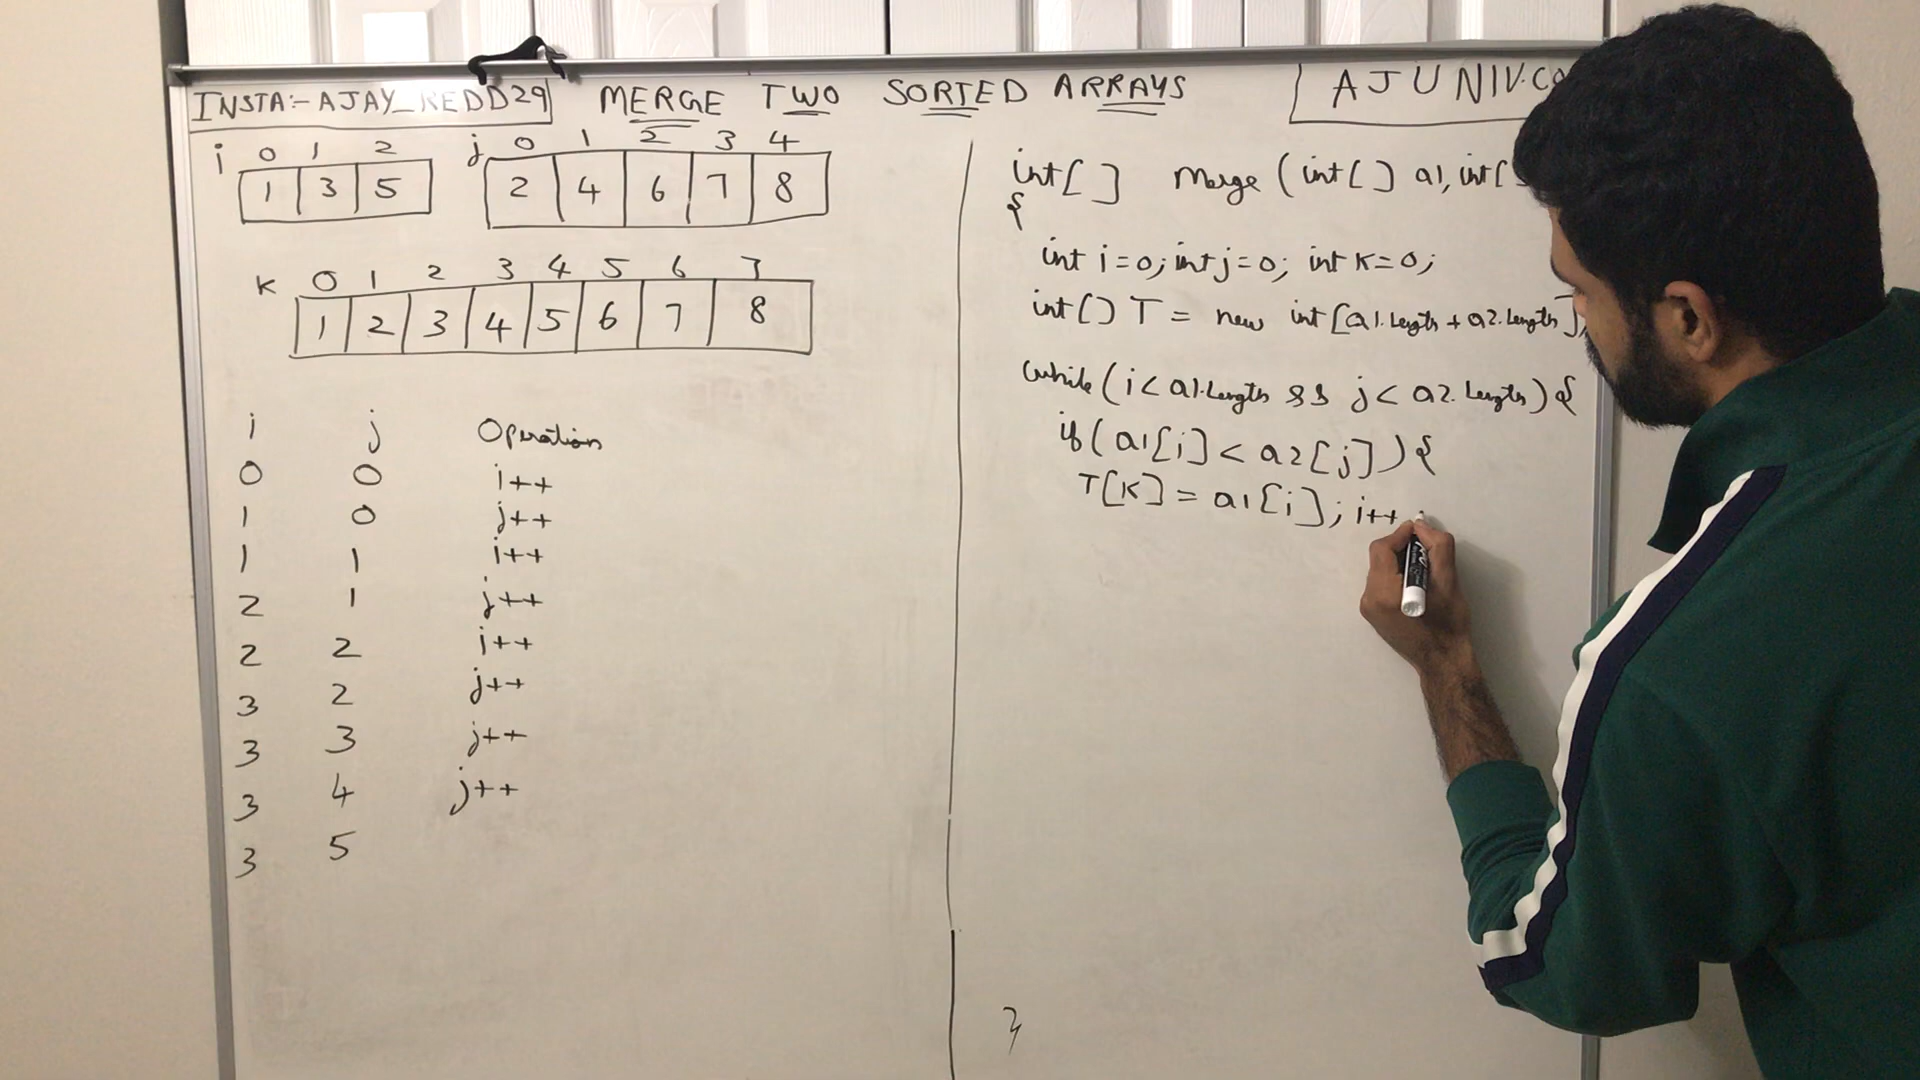 INSTA:- AJAY_REDD29
MERGE TWO SORTED ARRAYS
AJUNIV.CO
i 0 1 2
1 3 5
j 0 1 2 3 4
2 4 6 7 8
k 0 1 2 3 4 5 6 7
1 2 3 4 5 6 7 8
i j Operation
0 0 i++
1 0 j++
1 1 i++
2 1 j++
2 2 i++
3 2 j++
3 3 j++
3 4 j++
3 5
int[] Merge (int[] a1, int[
{
int i=0; int j=0; int k=0;
int[] T = new int[a1.length + a2.length];
while (i < a1.length && j < a2.length) {
if (a1[i] < a2[j]) {
T[K] = a1[i]; i++
}